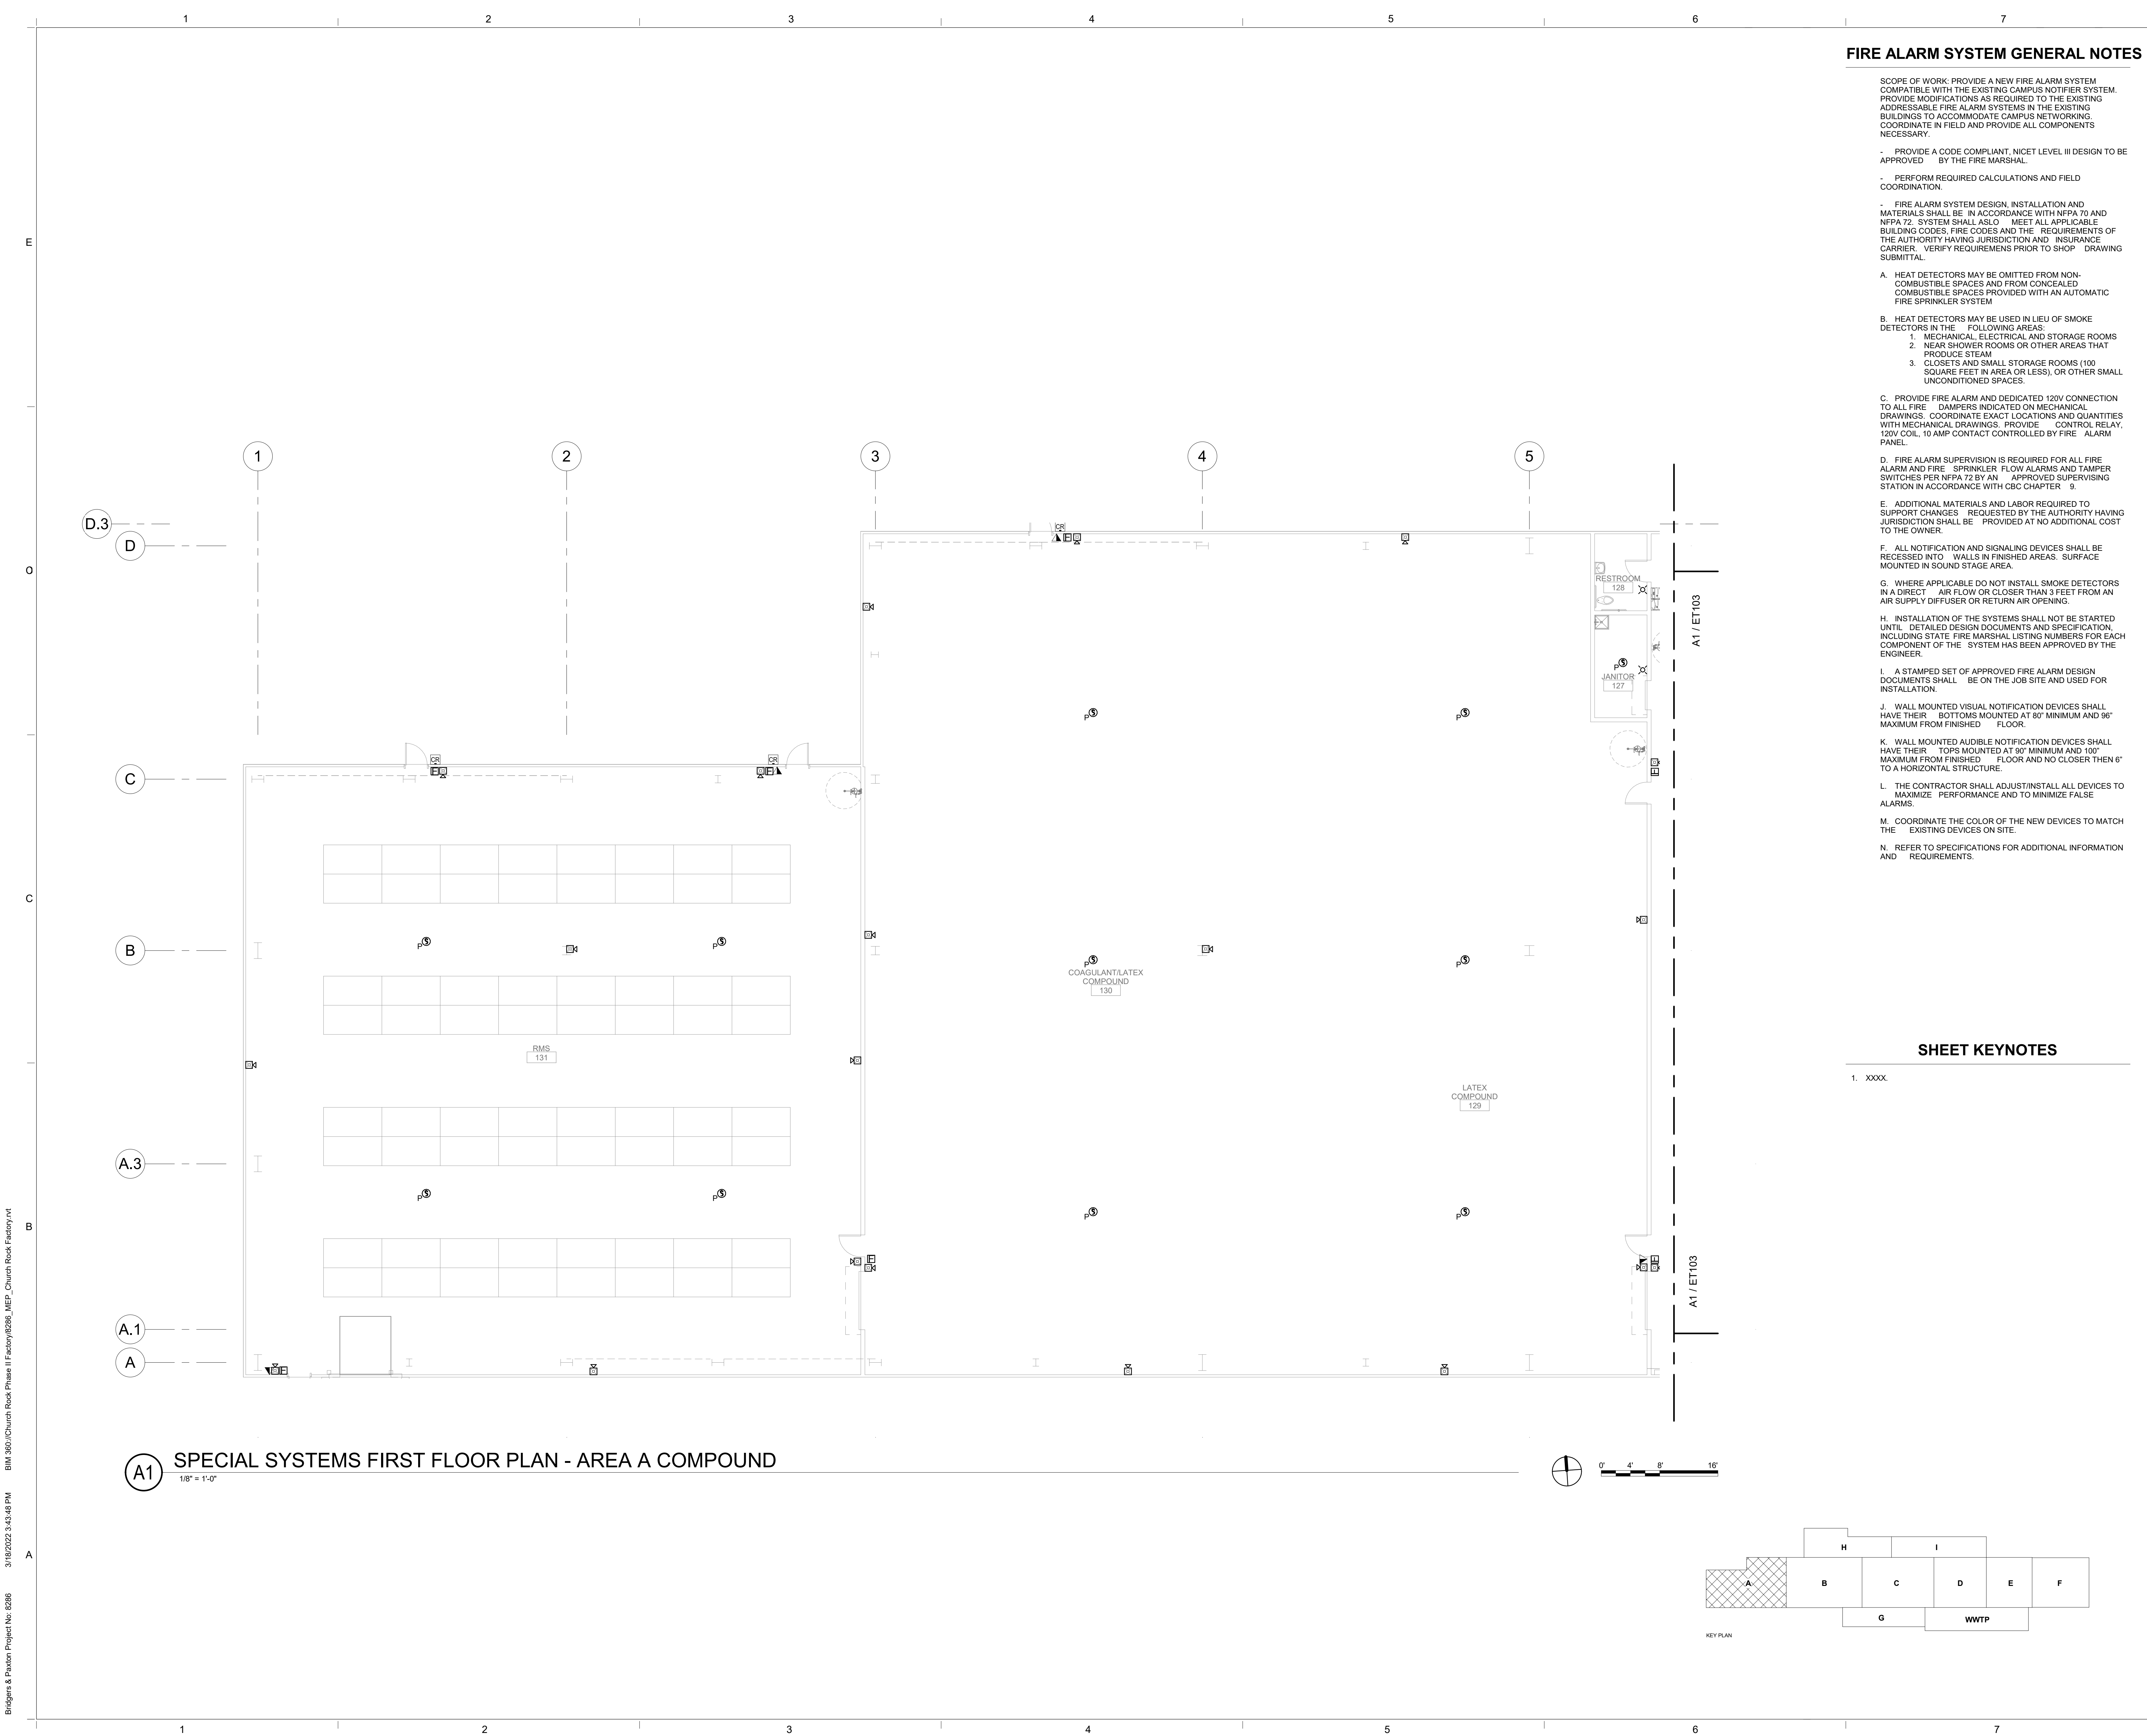 1 2 3 4 5 6 7
FIRE ALARM SYSTEM GENERAL NOTES
SCOPE OF WORK: PROVIDE A NEW FIRE ALARM SYSTEM
COMPATIBLE WITH THE EXISTING CAMPUS NOTIFIER SYSTEM.
PROVIDE MODIFICATIONS AS REQUIRED TO THE EXISTING
ADDRESSABLE FIRE ALARM SYSTEMS IN THE EXISTING
BUILDINGS TO ACCOMMODATE CAMPUS NETWORKING.
COORDINATE IN FIELD AND PROVIDE ALL COMPONENTS
NECESSARY.
- PROVIDE A CODE COMPLIANT, NICET LEVEL III DESIGN TO BE
APPROVED BY THE FIRE MARSHAL.
- PERFORM REQUIRED CALCULATIONS AND FIELD
COORDINATION.
- FIRE ALARM SYSTEM DESIGN, INSTALLATION AND
MATERIALS SHALL BE IN ACCORDANCE WITH NFPA 70 AND
NFPA 72. SYSTEM SHALL ASLO MEET ALL APPLICABLE
BUILDING CODES, FIRE CODES AND THE REQUIREMENTS OF
THE AUTHORITY HAVING JURISDICTION AND INSURANCE
CARRIER. VERIFY REQUIREMENS PRIOR TO SHOP DRAWING
SUBMITTAL.
A. HEAT DETECTORS MAY BE OMITTED FROM NON-
COMBUSTIBLE SPACES AND FROM CONCEALED
COMBUSTIBLE SPACES PROVIDED WITH AN AUTOMATIC
FIRE SPRINKLER SYSTEM
B. HEAT DETECTORS MAY BE USED IN LIEU OF SMOKE
DETECTORS IN THE FOLLOWING AREAS:
1. MECHANICAL, ELECTRICAL AND STORAGE ROOMS
2. NEAR SHOWER ROOMS OR OTHER AREAS THAT
PRODUCE STEAM
3. CLOSETS AND SMALL STORAGE ROOMS (100
SQUARE FEET IN AREA OR LESS), OR OTHER SMALL
UNCONDITIONED SPACES.
C. PROVIDE FIRE ALARM AND DEDICATED 120V CONNECTION
TO ALL FIRE DAMPERS INDICATED ON MECHANICAL
DRAWINGS. COORDINATE EXACT LOCATIONS AND QUANTITIES
WITH MECHANICAL DRAWINGS. PROVIDE CONTROL RELAY,
120V COIL, 10 AMP CONTACT CONTROLLED BY FIRE ALARM
PANEL.
D. FIRE ALARM SUPERVISION IS REQUIRED FOR ALL FIRE
ALARM AND FIRE SPRINKLER FLOW ALARMS AND TAMPER
SWITCHES PER NFPA 72 BY AN APPROVED SUPERVISING
STATION IN ACCORDANCE WITH CBC CHAPTER 9.
E. ADDITIONAL MATERIALS AND LABOR REQUIRED TO
SUPPORT CHANGES REQUESTED BY THE AUTHORITY HAVING
JURISDICTION SHALL BE PROVIDED AT NO ADDITIONAL COST
TO THE OWNER.
F. ALL NOTIFICATION AND SIGNALING DEVICES SHALL BE
RECESSED INTO WALLS IN FINISHED AREAS. SURFACE
MOUNTED IN SOUND STAGE AREA.
G. WHERE APPLICABLE DO NOT INSTALL SMOKE DETECTORS
IN A DIRECT AIR FLOW OR CLOSER THAN 3 FEET FROM AN
AIR SUPPLY DIFFUSER OR RETURN AIR OPENING.
H. INSTALLATION OF THE SYSTEMS SHALL NOT BE STARTED
UNTIL DETAILED DESIGN DOCUMENTS AND SPECIFICATION,
INCLUDING STATE FIRE MARSHAL LISTING NUMBERS FOR EACH
COMPONENT OF THE SYSTEM HAS BEEN APPROVED BY THE
ENGINEER.
I. A STAMPED SET OF APPROVED FIRE ALARM DESIGN
DOCUMENTS SHALL BE ON THE JOB SITE AND USED FOR
INSTALLATION.
J. WALL MOUNTED VISUAL NOTIFICATION DEVICES SHALL
HAVE THEIR BOTTOMS MOUNTED AT 80" MINIMUM AND 96"
MAXIMUM FROM FINISHED FLOOR.
K. WALL MOUNTED AUDIBLE NOTIFICATION DEVICES SHALL
HAVE THEIR TOPS MOUNTED AT 90" MINIMUM AND 100"
MAXIMUM FROM FINISHED FLOOR AND NO CLOSER THEN 6"
TO A HORIZONTAL STRUCTURE.
L. THE CONTRACTOR SHALL ADJUST/INSTALL ALL DEVICES TO
MAXIMIZE PERFORMANCE AND TO MINIMIZE FALSE
ALARMS.
M. COORDINATE THE COLOR OF THE NEW DEVICES TO MATCH
THE EXISTING DEVICES ON SITE.
N. REFER TO SPECIFICATIONS FOR ADDITIONAL INFORMATION
AND REQUIREMENTS.
SHEET KEYNOTES
1. XXXX.
E
D
C
B
A
1 2 3 4 5
D.3
D
C
B
A.3
A.1
A
CR
F
CR
F
CR
F
RESTROOM
128
P S
JANITOR
127
A1 / ET103
P S
P S
F
P S
P S
P S
P S
COAGULANT/LATEX
COMPOUND
130
RMS
131
LATEX
COMPOUND
129
P S
P S
P S
P S
F
F
A1 / ET103
F
A1
SPECIAL SYSTEMS FIRST FLOOR PLAN - AREA A COMPOUND
1/8" = 1'-0"
0' 4' 8' 16'
H I
A B C D E F
G WWTP
KEY PLAN
Bridgers & Paxton Project No: 8286 3/18/2022 3:43:48 PM BIM 360://Church Rock Phase II Factory/8286_MEP_Church Rock Factory.rvt
1 2 3 4 5 6 7